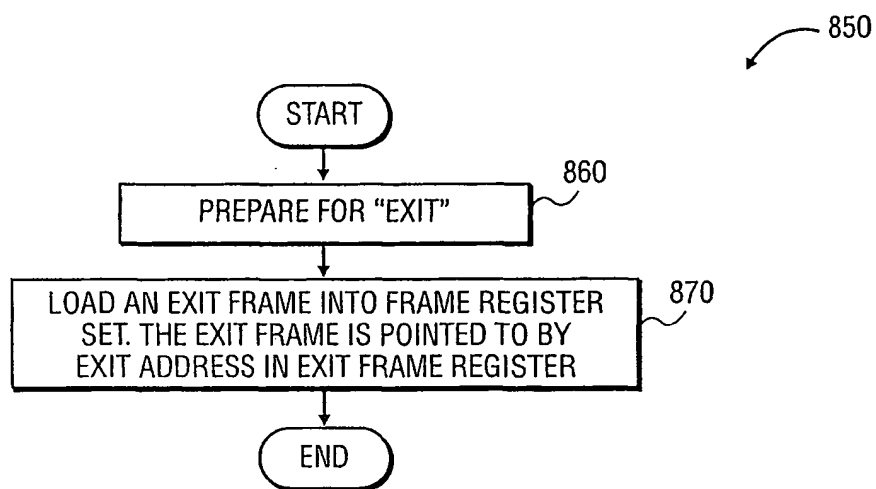 850
START
860
PREPARE FOR "EXIT"
870
LOAD AN EXIT FRAME INTO FRAME REGISTER
SET. THE EXIT FRAME IS POINTED TO BY
EXIT ADDRESS IN EXIT FRAME REGISTER
END